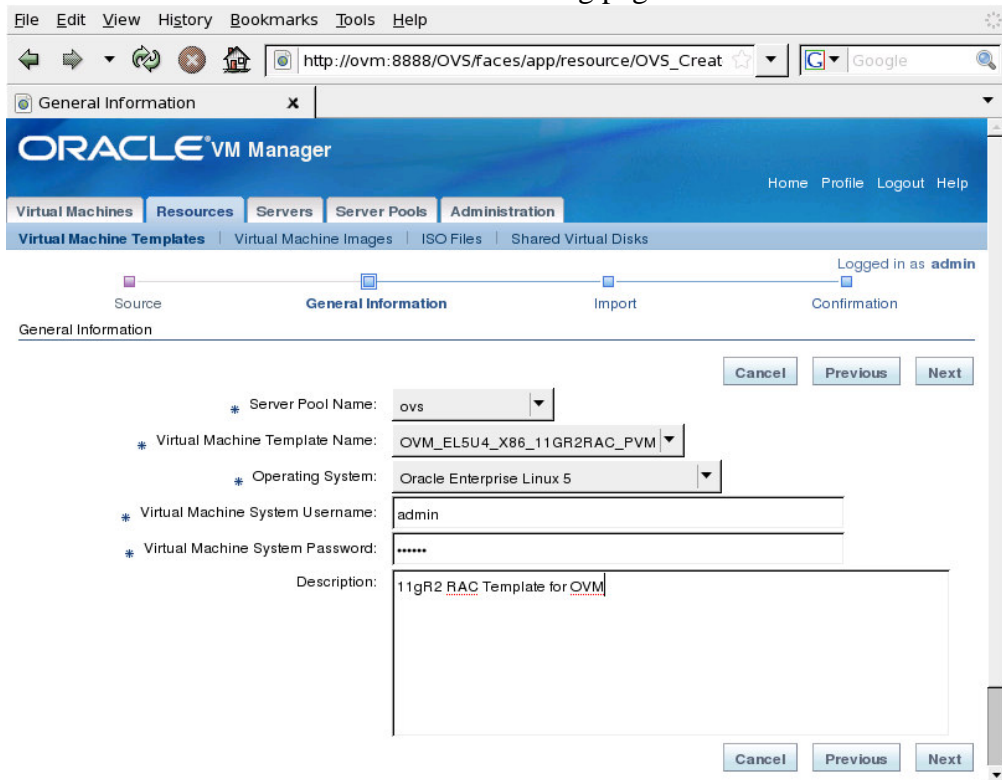 File Edit View History Bookmarks Tools Help
http://ovm:8888/OVS/faces/app/resource/OVS_Creat G Google
General Information x
ORACLE VM Manager
Home Profile Logout Help
Virtual Machines Resources Servers Server Pools Administration
Virtual Machine Templates | Virtual Machine Images | ISO Files | Shared Virtual Disks
Logged in as admin
Source General Information Import Confirmation
General Information
Cancel Previous Next
* Server Pool Name: ovs
* Virtual Machine Template Name: OVM_EL5U4_X86_11GR2RAC_PVM
* Operating System: Oracle Enterprise Linux 5
* Virtual Machine System Username: admin
* Virtual Machine System Password: ••••••
Description: 11gR2 RAC Template for OVM
Cancel Previous Next